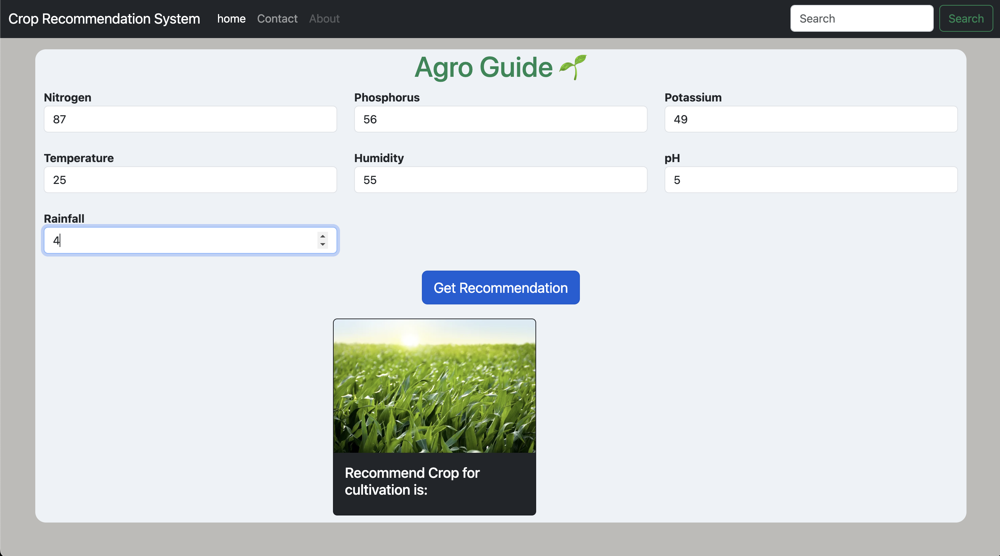 Crop Recommendation System home Contact About Search Search
Agro Guide
Nitrogen Phosphorus Potassium
87 56 49
Temperature Humidity pH
25 55 5
Rainfall
4
Get Recommendation
Recommend Crop for
cultivation is: